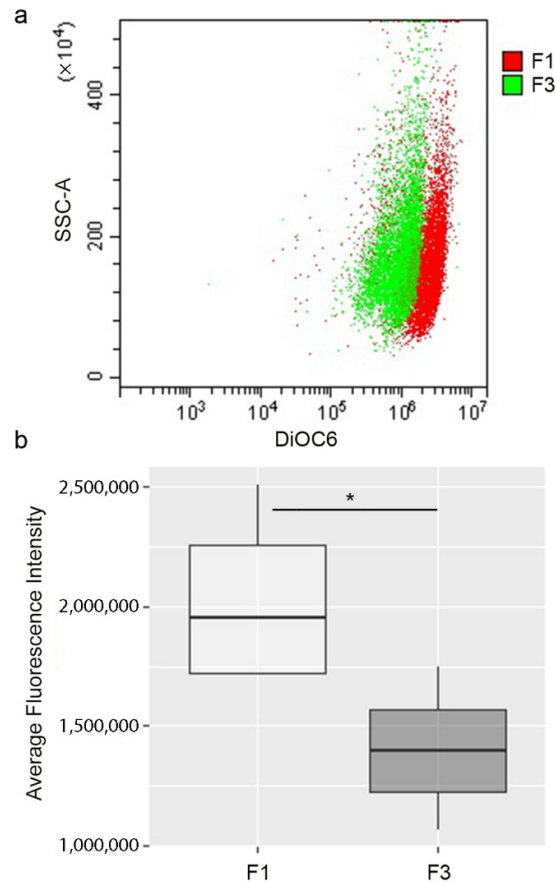 a
(×10⁴)
400
200
0
SSC-A
F1
F3
10³ 10⁴ 10⁵ 10⁶ 10⁷
DiOC6
b
2,500,000
2,000,000
1,500,000
1,000,000
Average Fluorescence Intensity
*
F1 F3